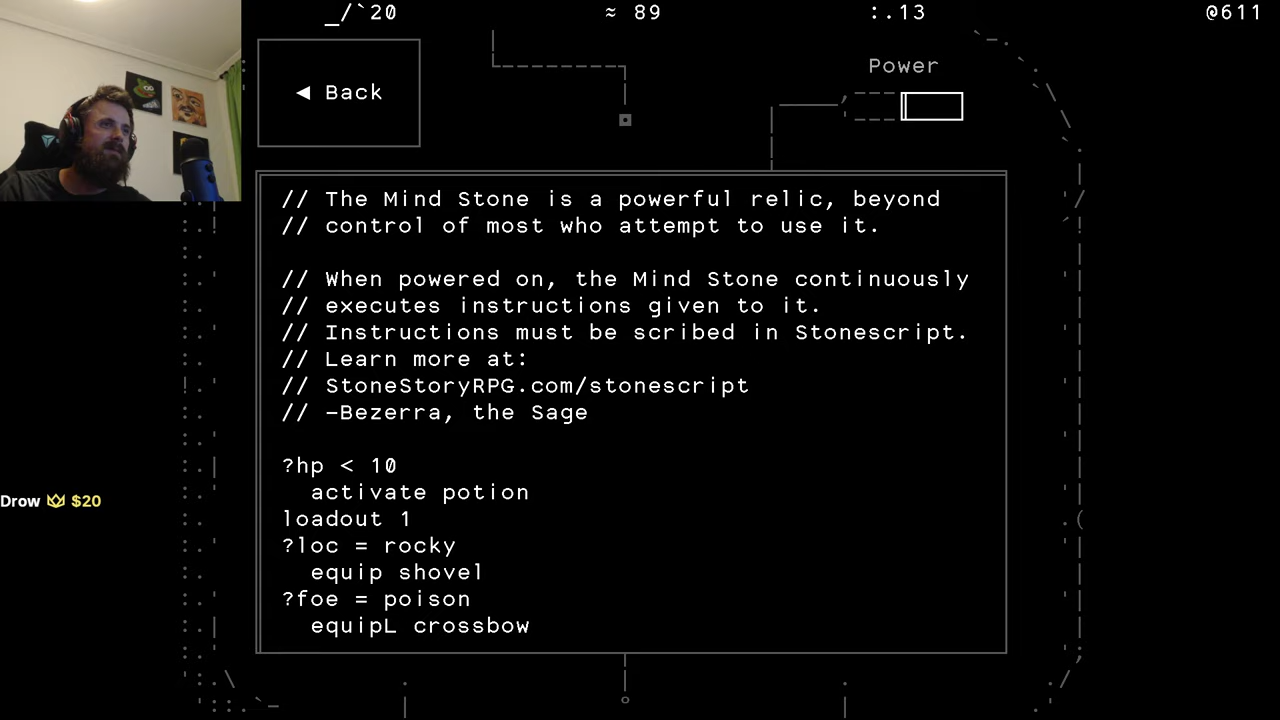 _/`20 ≈ 89 :.13 @611
◄ Back
Power
// The Mind Stone is a powerful relic, beyond
// control of most who attempt to use it.
// When powered on, the Mind Stone continuously
// executes instructions given to it.
// Instructions must be scribed in Stonescript.
// Learn more at:
// StoneStoryRPG.com/stonescript
// -Bezerra, the Sage
?hp < 10
activate potion
loadout 1
?loc = rocky
equip shovel
?foe = poison
equipL crossbow
Drow $20